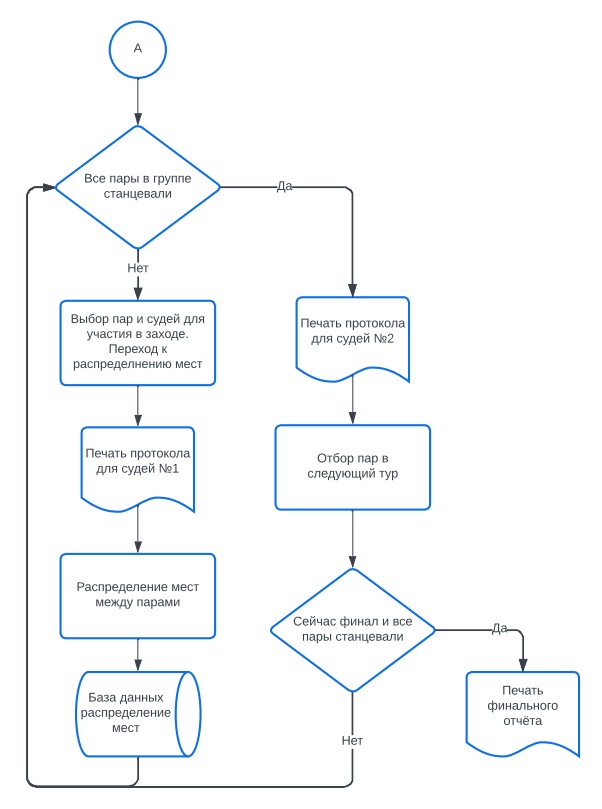 A
Все пары в группе
станцевали
Да
Нет
Выбор пар и судей для
участия в заходе.
Переход к
распределнению мест
Печать протокола
для судей №1
Распределение мест
между парами
База данных
распределение
мест
Печать протокола
для судей №2
Отбор пар в
следующий тур
Сейчас финал и все
пары станцевали
Да
Нет
Печать
финального
отчёта